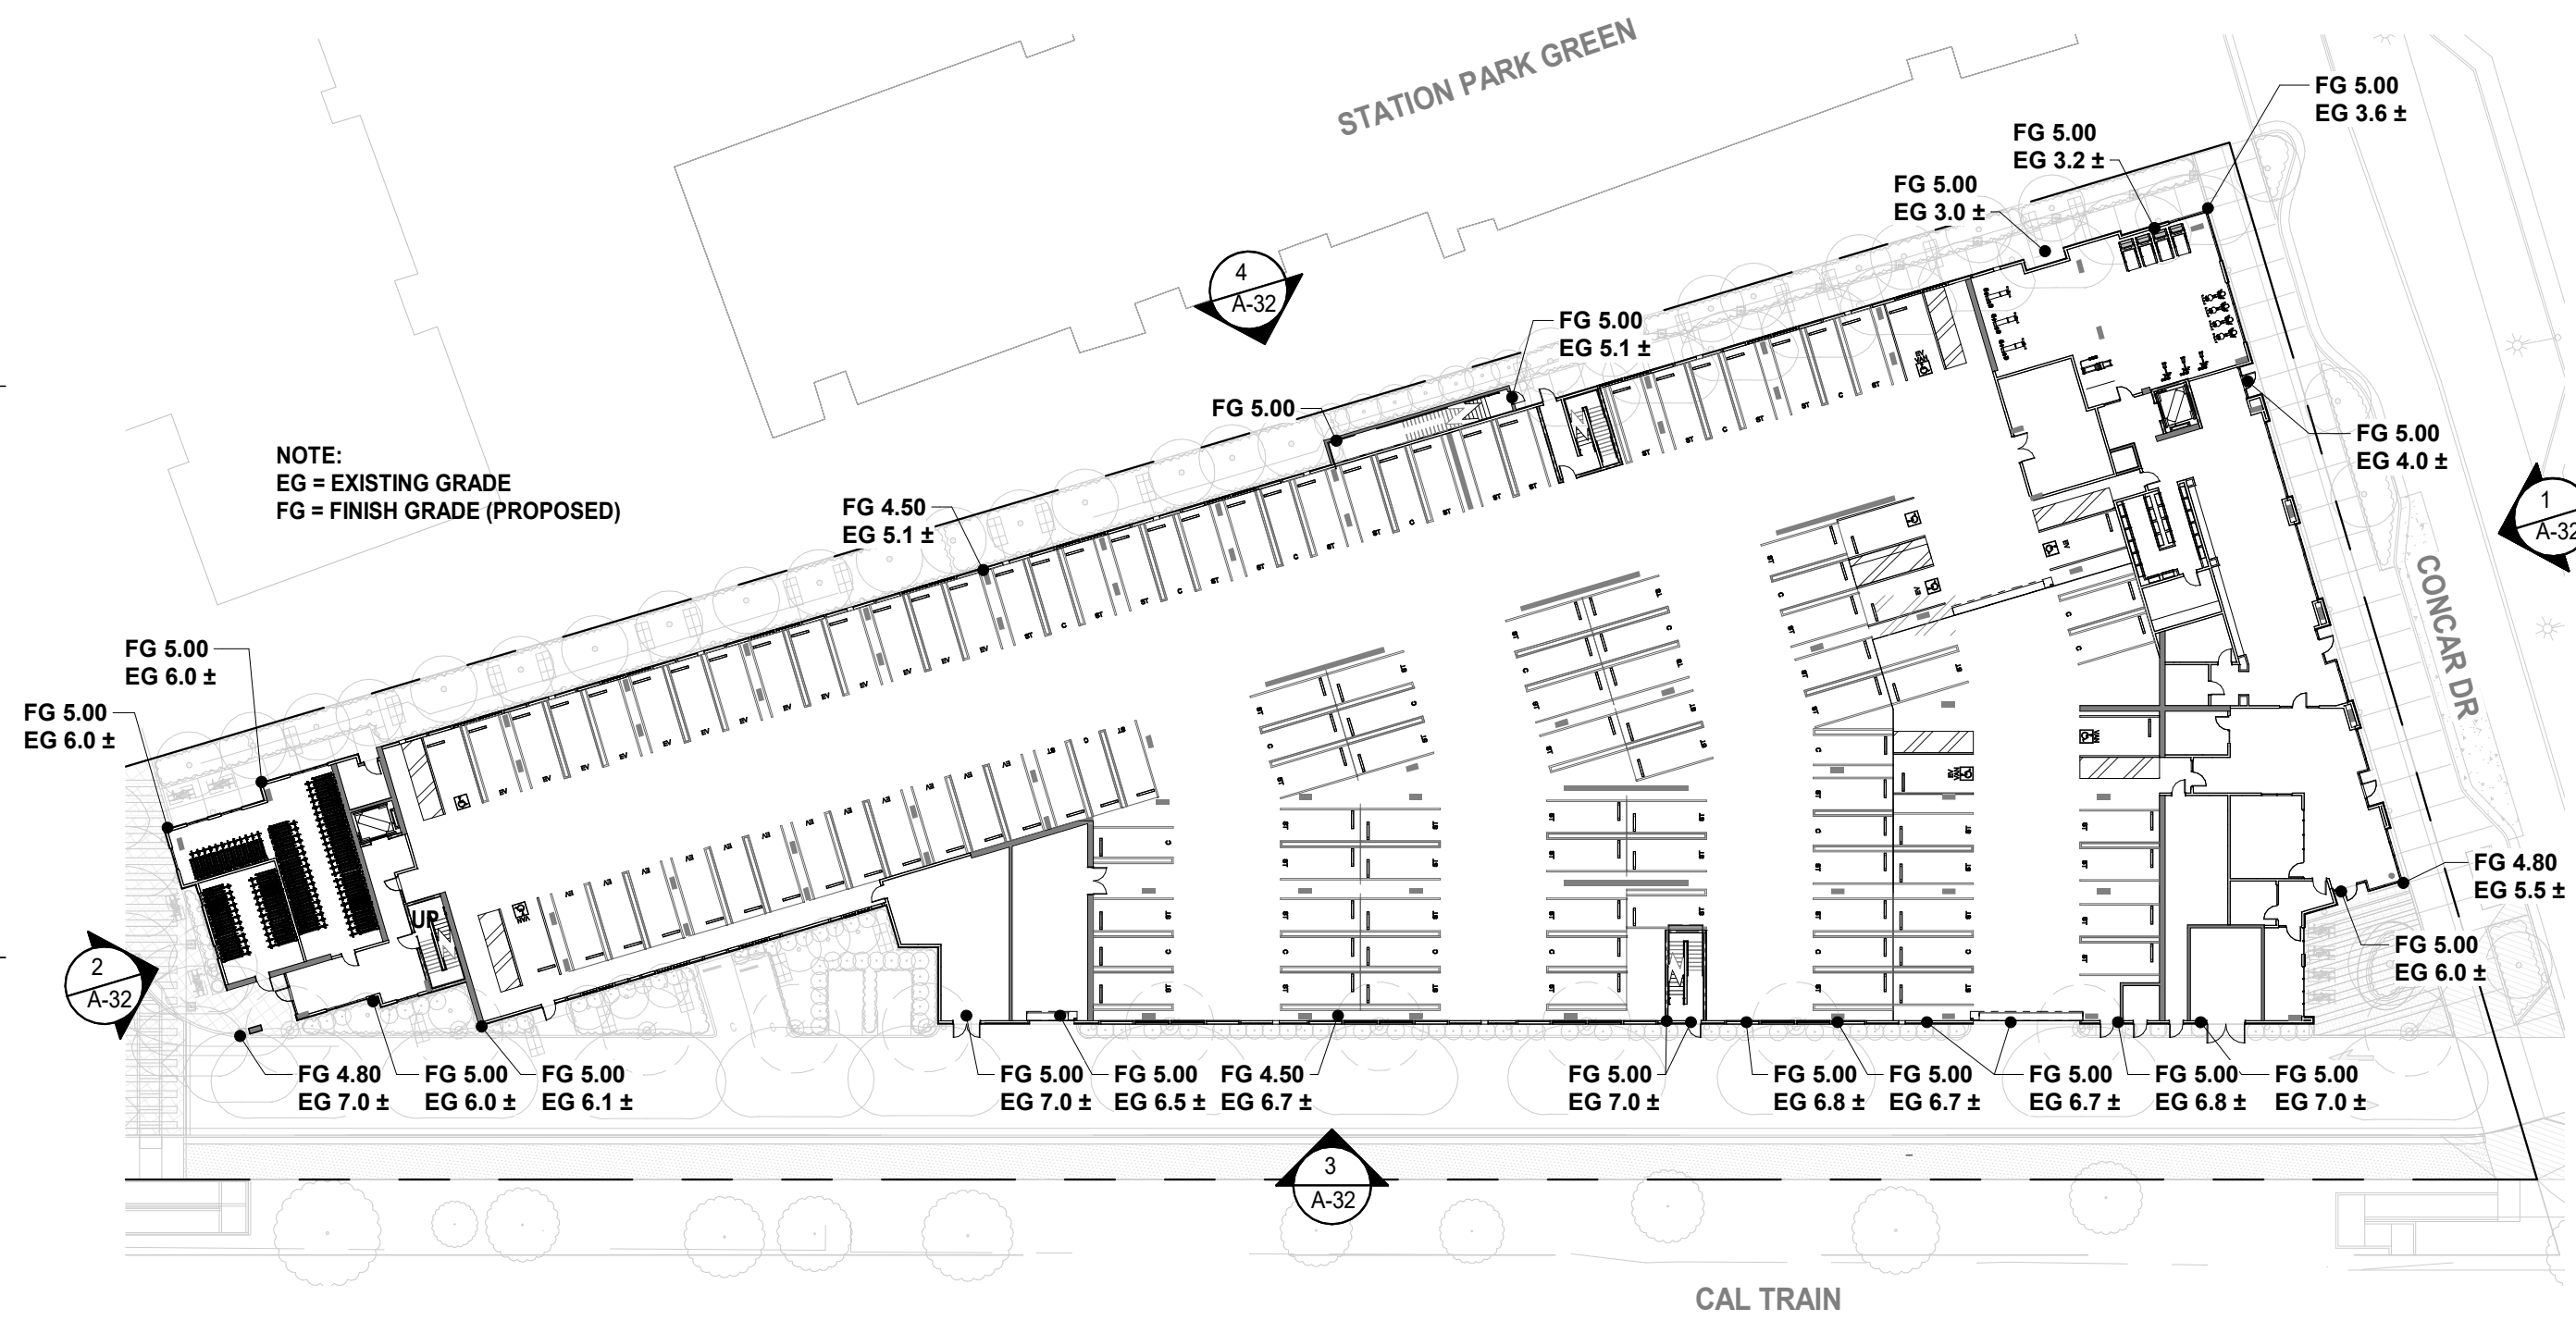 STATION PARK GREEN
FG 5.00
EG 3.6 ±
FG 5.00
EG 3.2 ±
FG 5.00
EG 3.0 ±
4
A-32
FG 5.00
EG 5.1 ±
FG 5.00
FG 5.00
EG 4.0 ±
NOTE:
EG = EXISTING GRADE
FG = FINISH GRADE (PROPOSED)
FG 4.50
EG 5.1 ±
1
A-32
CONCAR DR
FG 5.00
EG 6.0 ±
FG 5.00
EG 6.0 ±
FG 4.80
EG 5.5 ±
UP
FG 5.00
EG 6.0 ±
2
A-32
FG 4.80
EG 7.0 ±
FG 5.00
EG 6.0 ±
FG 5.00
EG 6.1 ±
FG 5.00
EG 7.0 ±
FG 5.00
EG 6.5 ±
FG 4.50
EG 6.7 ±
FG 5.00
EG 7.0 ±
FG 5.00
EG 6.8 ±
FG 5.00
EG 6.7 ±
FG 5.00
EG 6.7 ±
FG 5.00
EG 6.8 ±
FG 5.00
EG 7.0 ±
3
A-32
CAL TRAIN